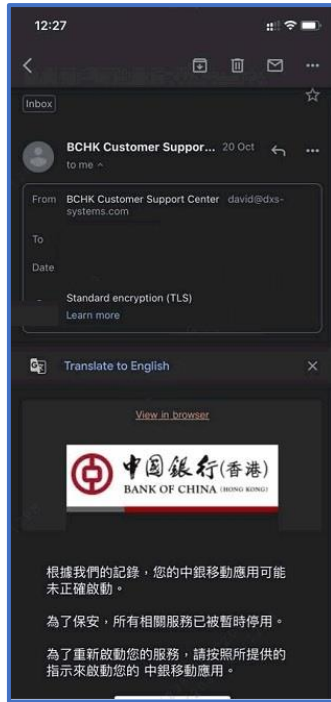 12:27
Inbox
BCHK Customer Suppor... 20 Oct
to me
From BCHK Customer Support Center david@dxs-
systems.com
To
Date
Standard encryption (TLS)
Learn more
Translate to English
View in browser
中國銀行(香港)
BANK OF CHINA (HONG KONG)
根據我們的記錄，您的中銀移動應用可能
未正確啟動。
為了保安，所有相關服務已被暫時停用。
為了重新啟動您的服務，請按照所提供的
指示來啟動您的 中銀移動應用。